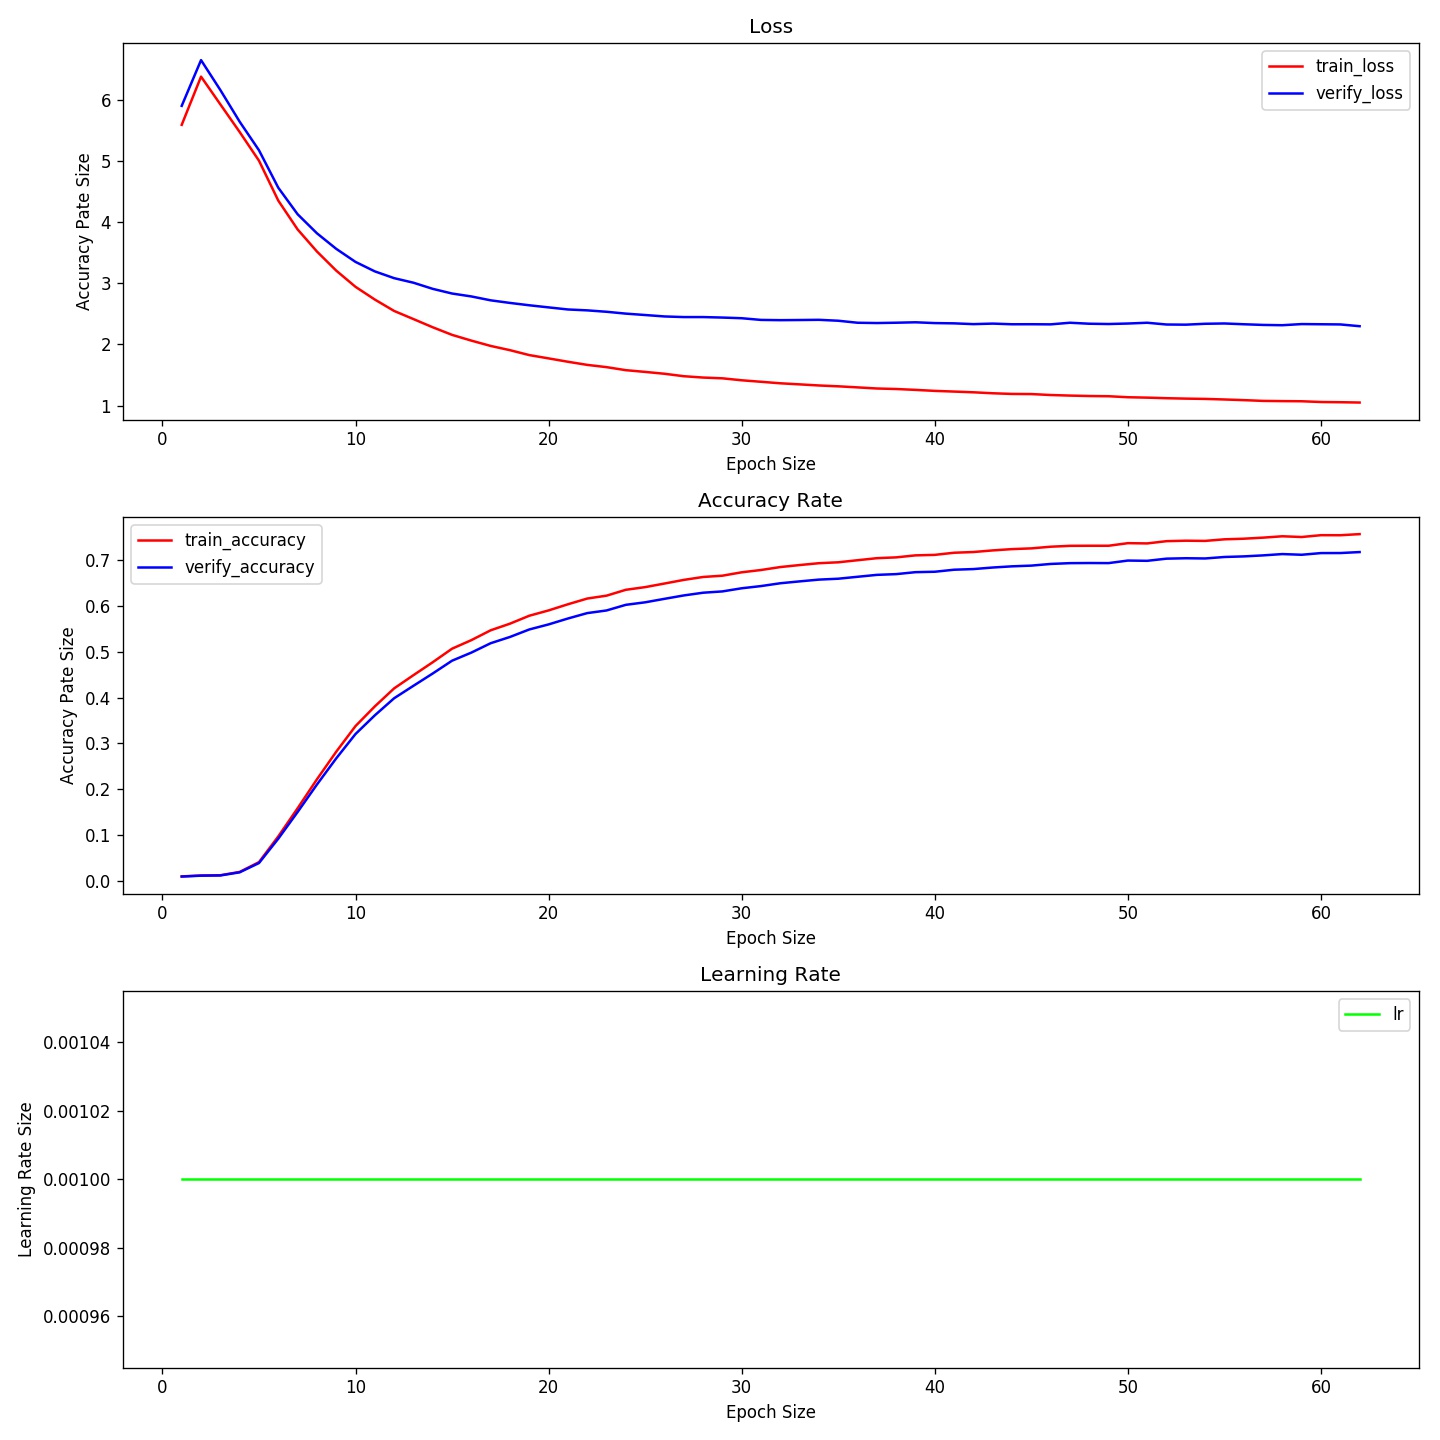 Loss
train_loss
verify_loss
Accuracy Pate Size
6
5
4
3
2
1
0 10 20 30 40 50 60
Epoch Size
Accuracy Rate
train_accuracy
verify_accuracy
Accuracy Pate Size
0.7
0.6
0.5
0.4
0.3
0.2
0.1
0.0
0 10 20 30 40 50 60
Epoch Size
Learning Rate
lr
Learning Rate Size
0.00104
0.00102
0.00100
0.00098
0.00096
0 10 20 30 40 50 60
Epoch Size